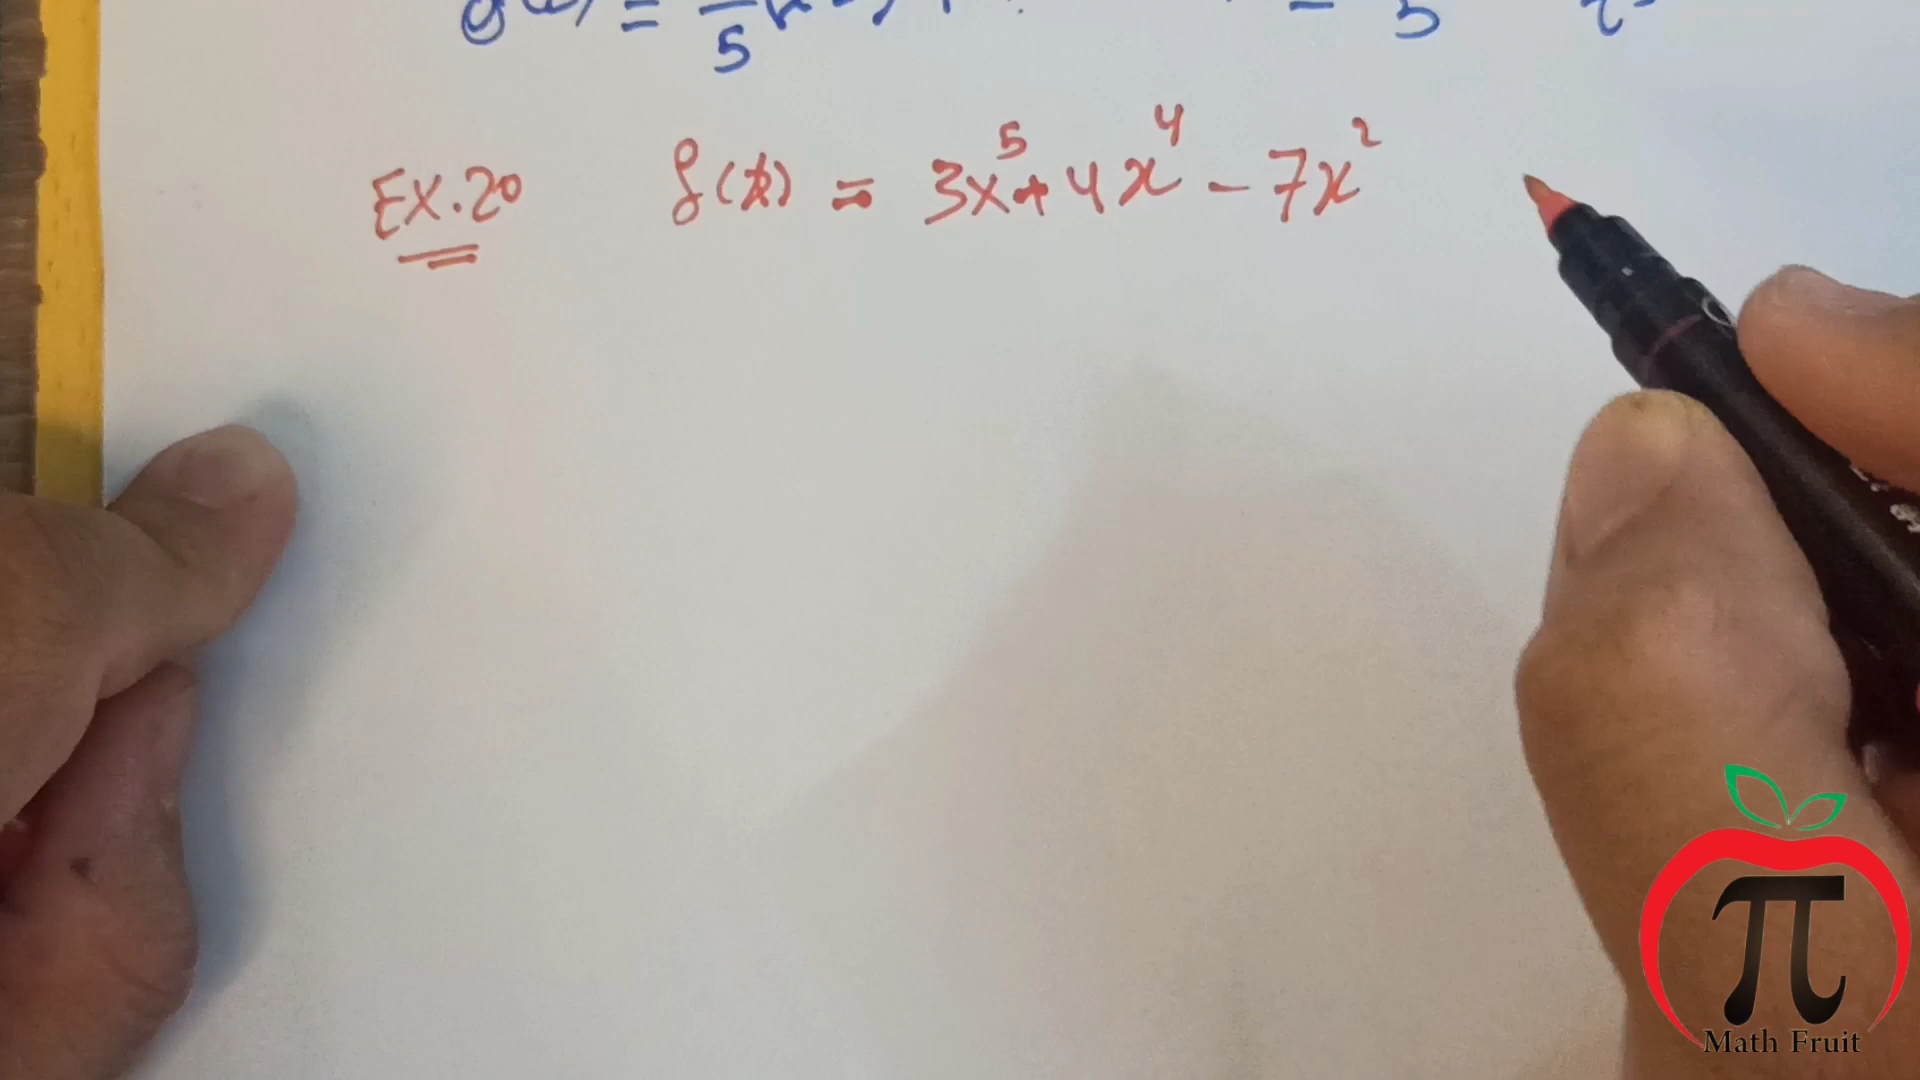 EX.20 f(x) = 3x⁵+4x⁴-7x²
Math Fruit